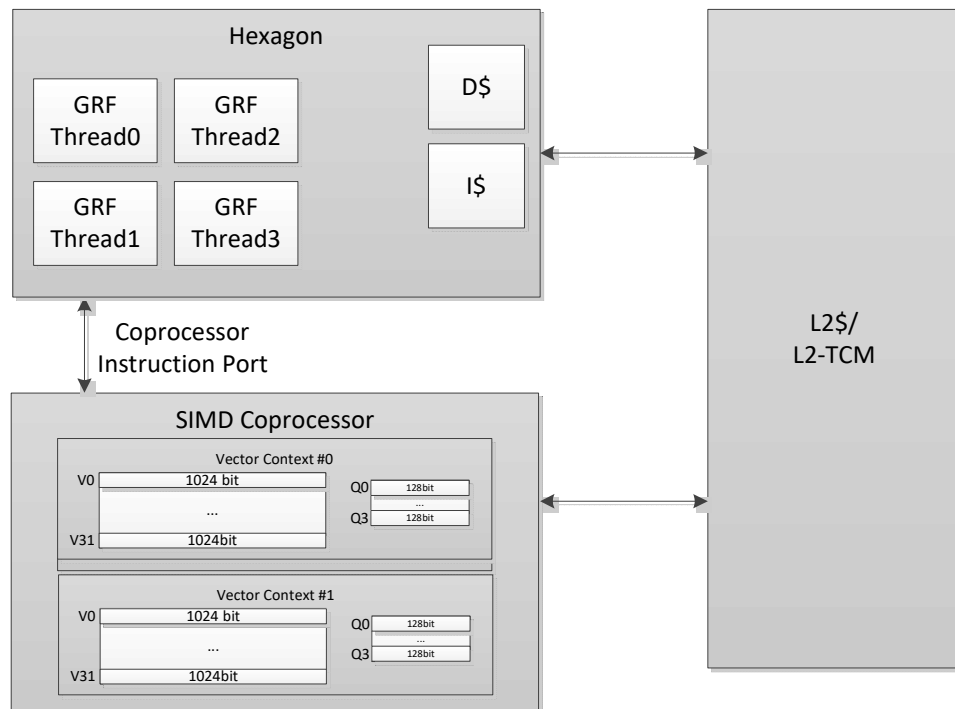 Hexagon
GRF
Thread0
GRF
Thread2
D$
GRF
Thread1
GRF
Thread3
I$
Coprocessor
Instruction Port
L2$/
L2-TCM
SIMD Coprocessor
Vector Context #0
V0
1024 bit
...
V31
1024bit
Q0
128bit
...
Q3
128bit
Vector Context #1
V0
1024 bit
...
V31
1024bit
Q0
128bit
...
Q3
128bit